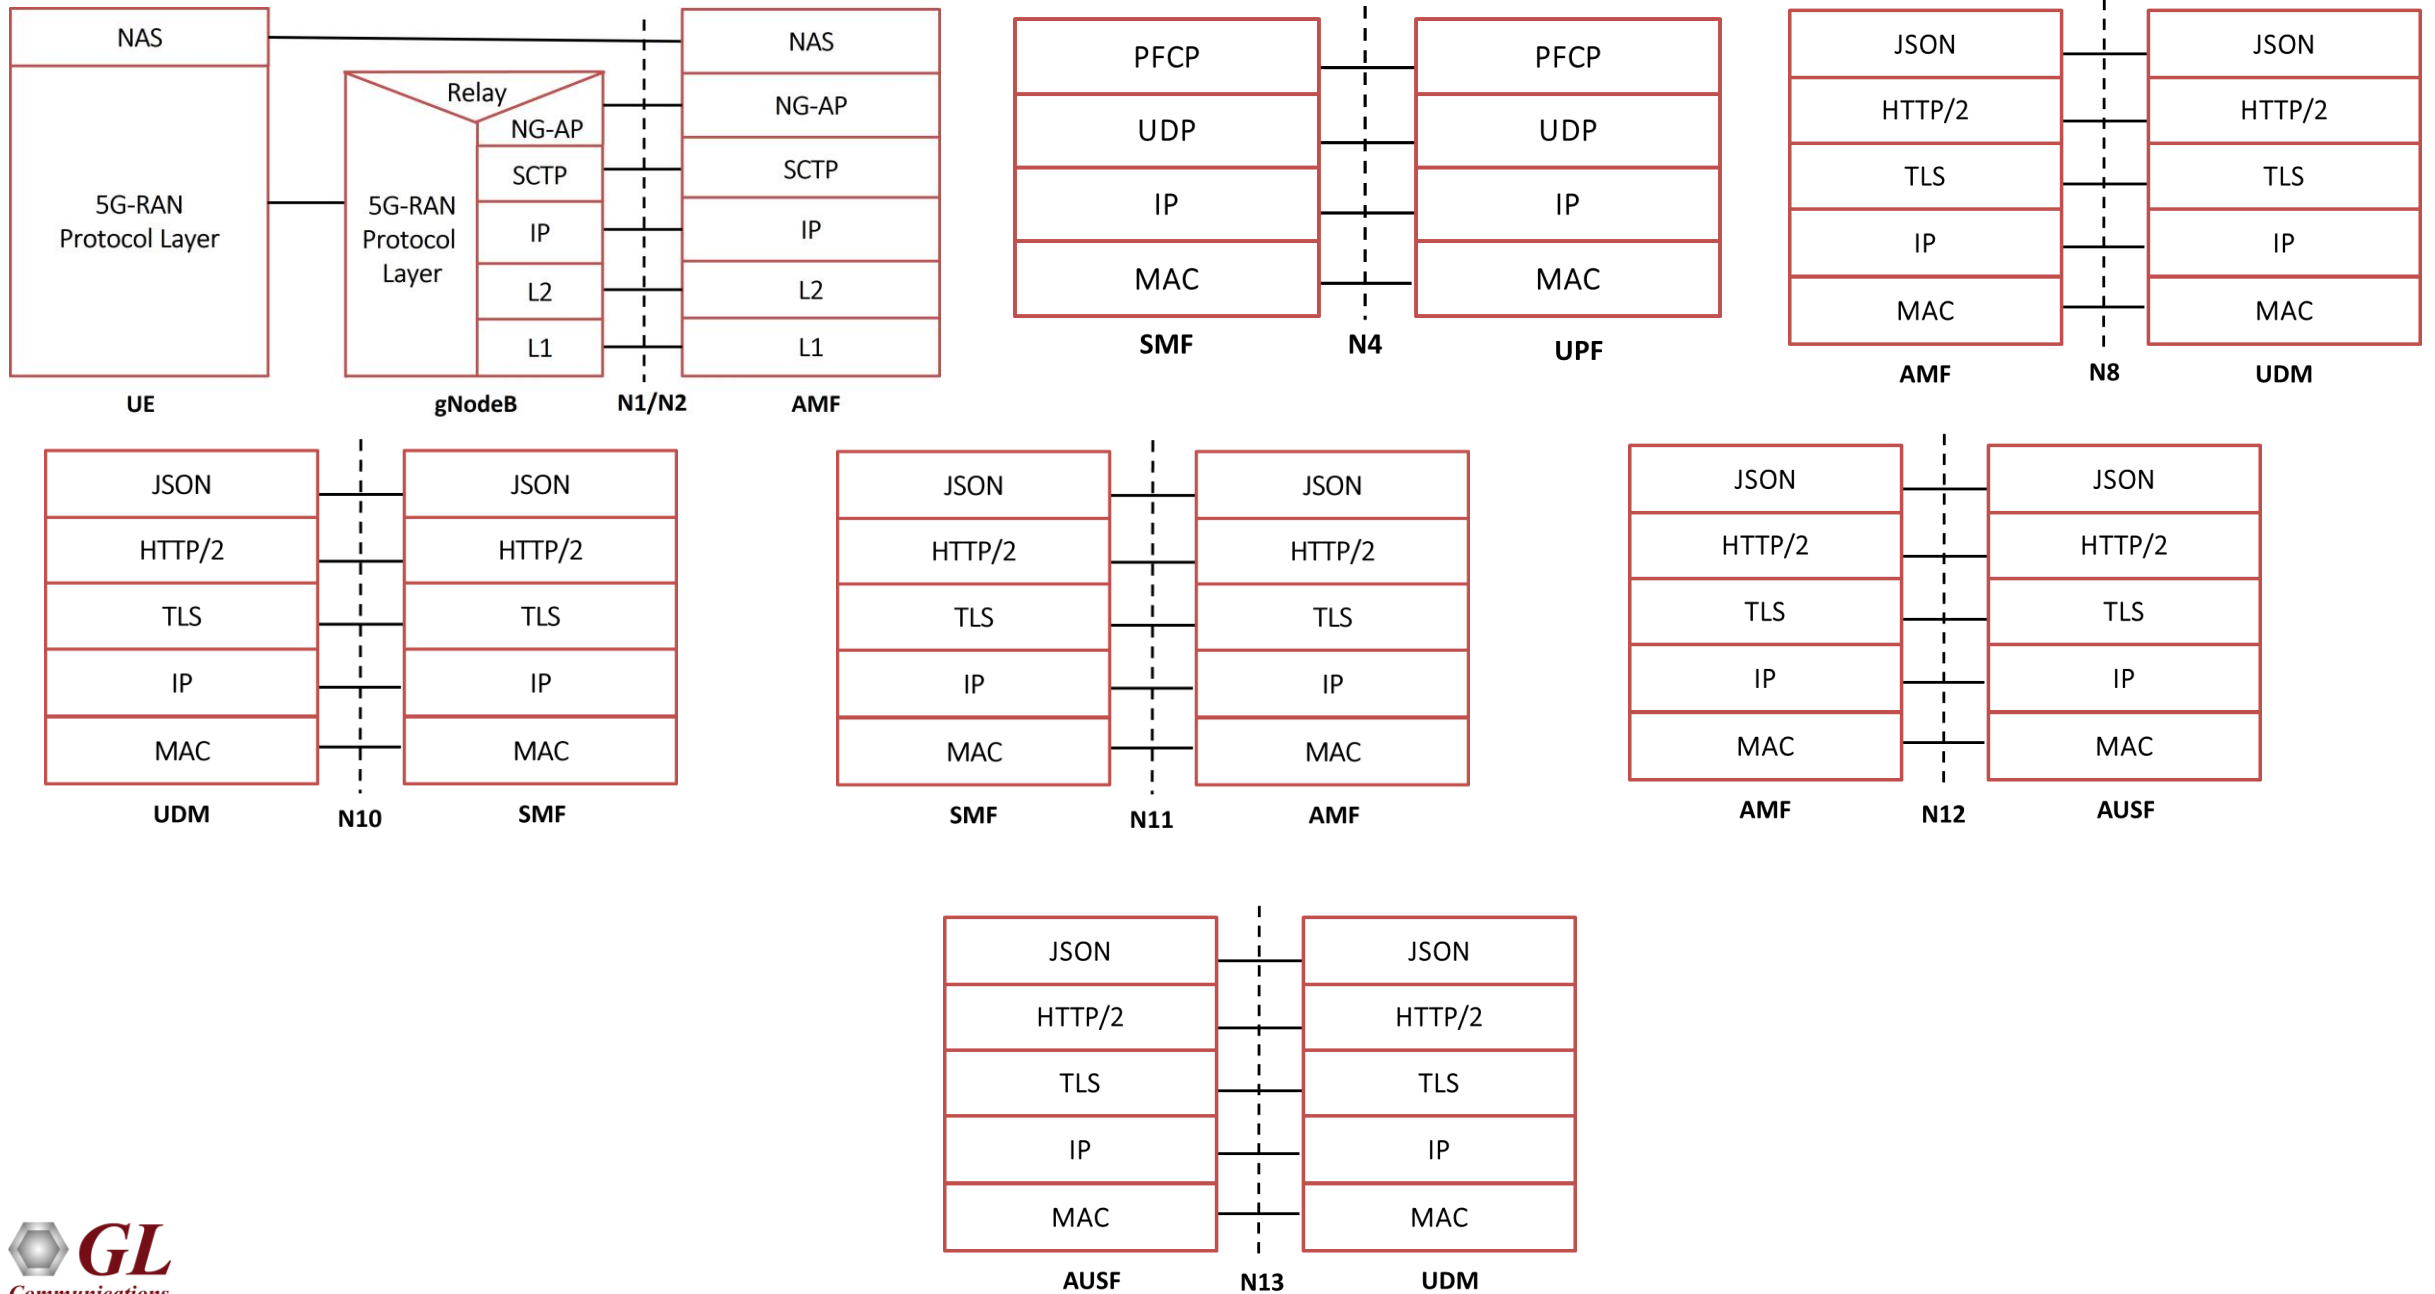 NAS
5G-RAN
Protocol Layer
UE
Relay
5G-RAN
Protocol
Layer
NG-AP
SCTP
IP
L2
L1
gNodeB
N1/N2
NAS
NG-AP
SCTP
IP
L2
L1
AMF
PFCP
UDP
IP
MAC
SMF
N4
PFCP
UDP
IP
MAC
UPF
JSON
HTTP/2
TLS
IP
MAC
AMF
N8
JSON
HTTP/2
TLS
IP
MAC
UDM
JSON
HTTP/2
TLS
IP
MAC
UDM
N10
JSON
HTTP/2
TLS
IP
MAC
SMF
JSON
HTTP/2
TLS
IP
MAC
SMF
N11
JSON
HTTP/2
TLS
IP
MAC
AMF
JSON
HTTP/2
TLS
IP
MAC
AMF
N12
JSON
HTTP/2
TLS
IP
MAC
AUSF
JSON
HTTP/2
TLS
IP
MAC
AUSF
N13
JSON
HTTP/2
TLS
IP
MAC
UDM
GL
Communications